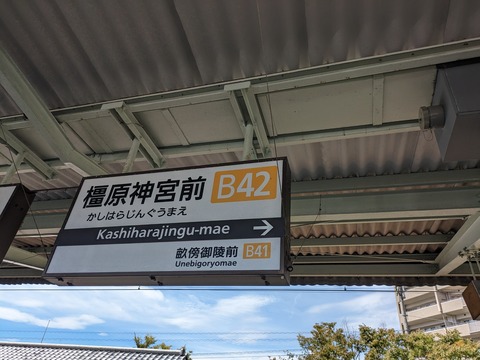 橿原神宮前 B42
かしはらじんぐうまえ
Kashiharajingu-mae →
畝傍御陵前 B41
Unebigoryomae